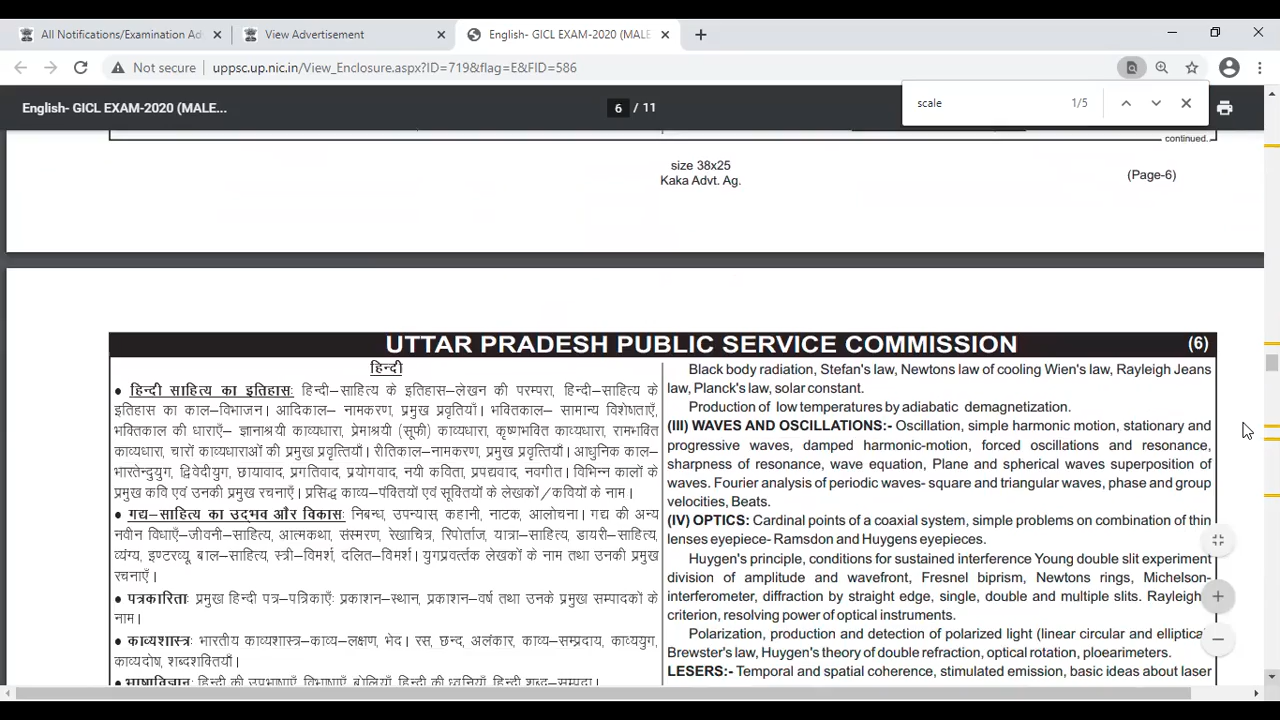 All Notifications/Examination Ad
View Advertisement
English- GICL EXAM-2020 (MALE
Not secure
uppsc.up.nic.in/View_Enclosure.aspx?ID=719&flag=E&FID=586
English- GICL EXAM-2020 (MALE...
6 / 11
scale
1/5
continued.
size 38x25
Kaka Advt. Ag.
(Page-6)
UTTAR PRADESH PUBLIC SERVICE COMMISSION (6)
हिन्दी
● हिन्दी साहित्य का इतिहासः हिन्दी–साहित्य के इतिहास–लेखन की परम्परा, हिन्दी–साहित्य के
इतिहास का काल–विभाजन। आदिकाल– नामकरण, प्रमुख प्रवृतियाँ। भक्तिकाल– सामान्य विशेषताएँ,
भक्तिकाल की धाराएँ– ज्ञानाश्रयी काव्यधारा, प्रेमाश्रयी (सूफी) काव्यधारा, कृष्णभक्ति काव्यधारा, रामभक्ति
काव्यधारा, चारों काव्यधाराओं की प्रमुख प्रवृत्तियाँ। रीतिकाल–नामकरण, प्रमुख प्रवृत्तियाँ। आधुनिक काल–
भारतेन्दुयुग, द्विवेदीयुग, छायावाद, प्रगतिवाद, प्रयोगवाद, नयी कविता, प्रपद्यवाद, नवगीत। विभिन्न कालों के
प्रमुख कवि एवं उनकी प्रमुख रचनाएँ। प्रसिद्ध काव्य–पंक्तियों एवं सूक्तियों के लेखकों/कवियों के नाम।
● गद्य–साहित्य का उद्भव और विकासः निबन्ध, उपन्यास, कहानी, नाटक, आलोचना। गद्य की अन्य
नवीन विधाएँ–जीवनी–साहित्य, आत्मकथा, संस्मरण, रेखाचित्र, रिपोर्ताज, यात्रा–साहित्य, डायरी–साहित्य,
व्यंग्य, इण्टरव्यू, बाल–साहित्य, स्त्री–विमर्श, दलित–विमर्श। युगप्रवर्त्तक लेखकों के नाम तथा उनकी प्रमुख
रचनाएँ।
● पत्रकारिताः प्रमुख हिन्दी पत्र–पत्रिकाएँः प्रकाशन–स्थान, प्रकाशन–वर्ष तथा उनके प्रमुख सम्पादकों के
नाम।
● काव्यशास्त्रः भारतीय काव्यशास्त्र–काव्य–लक्षण, भेद। रस, छन्द, अलंकार, काव्य–सम्प्रदाय, काव्यगुण,
काव्यदोष, शब्दशक्तियाँ।
● भाषाविज्ञानः हिन्दी की उपभाषाएँ, विभाषाएँ, बोलियाँ, हिन्दी की ध्वनियाँ, हिन्दी शब्द–सम्पदा।
Black body radiation, Stefan's law, Newtons law of cooling Wien's law, Rayleigh Jeans
law, Planck's law, solar constant.
Production of low temperatures by adiabatic demagnetization.
(III) WAVES AND OSCILLATIONS:- Oscillation, simple harmonic motion, stationary and
progressive waves, damped harmonic-motion, forced oscillations and resonance,
sharpness of resonance, wave equation, Plane and spherical waves superposition of
waves. Fourier analysis of periodic waves- square and triangular waves, phase and group
velocities, Beats.
(IV) OPTICS: Cardinal points of a coaxial system, simple problems on combination of thin
lenses eyepiece- Ramsdon and Huygens eyepieces.
Huygen's principle, conditions for sustained interference Young double slit experiment
division of amplitude and wavefront, Fresnel biprism, Newtons rings, Michelson-
interferometer, diffraction by straight edge, single, double and multiple slits. Rayleigh
criterion, resolving power of optical instruments.
Polarization, production and detection of polarized light (linear circular and elliptical
Brewster's law, Huygen's theory of double refraction, optical rotation, ploearimeters.
LESERS:- Temporal and spatial coherence, stimulated emission, basic ideas about laser